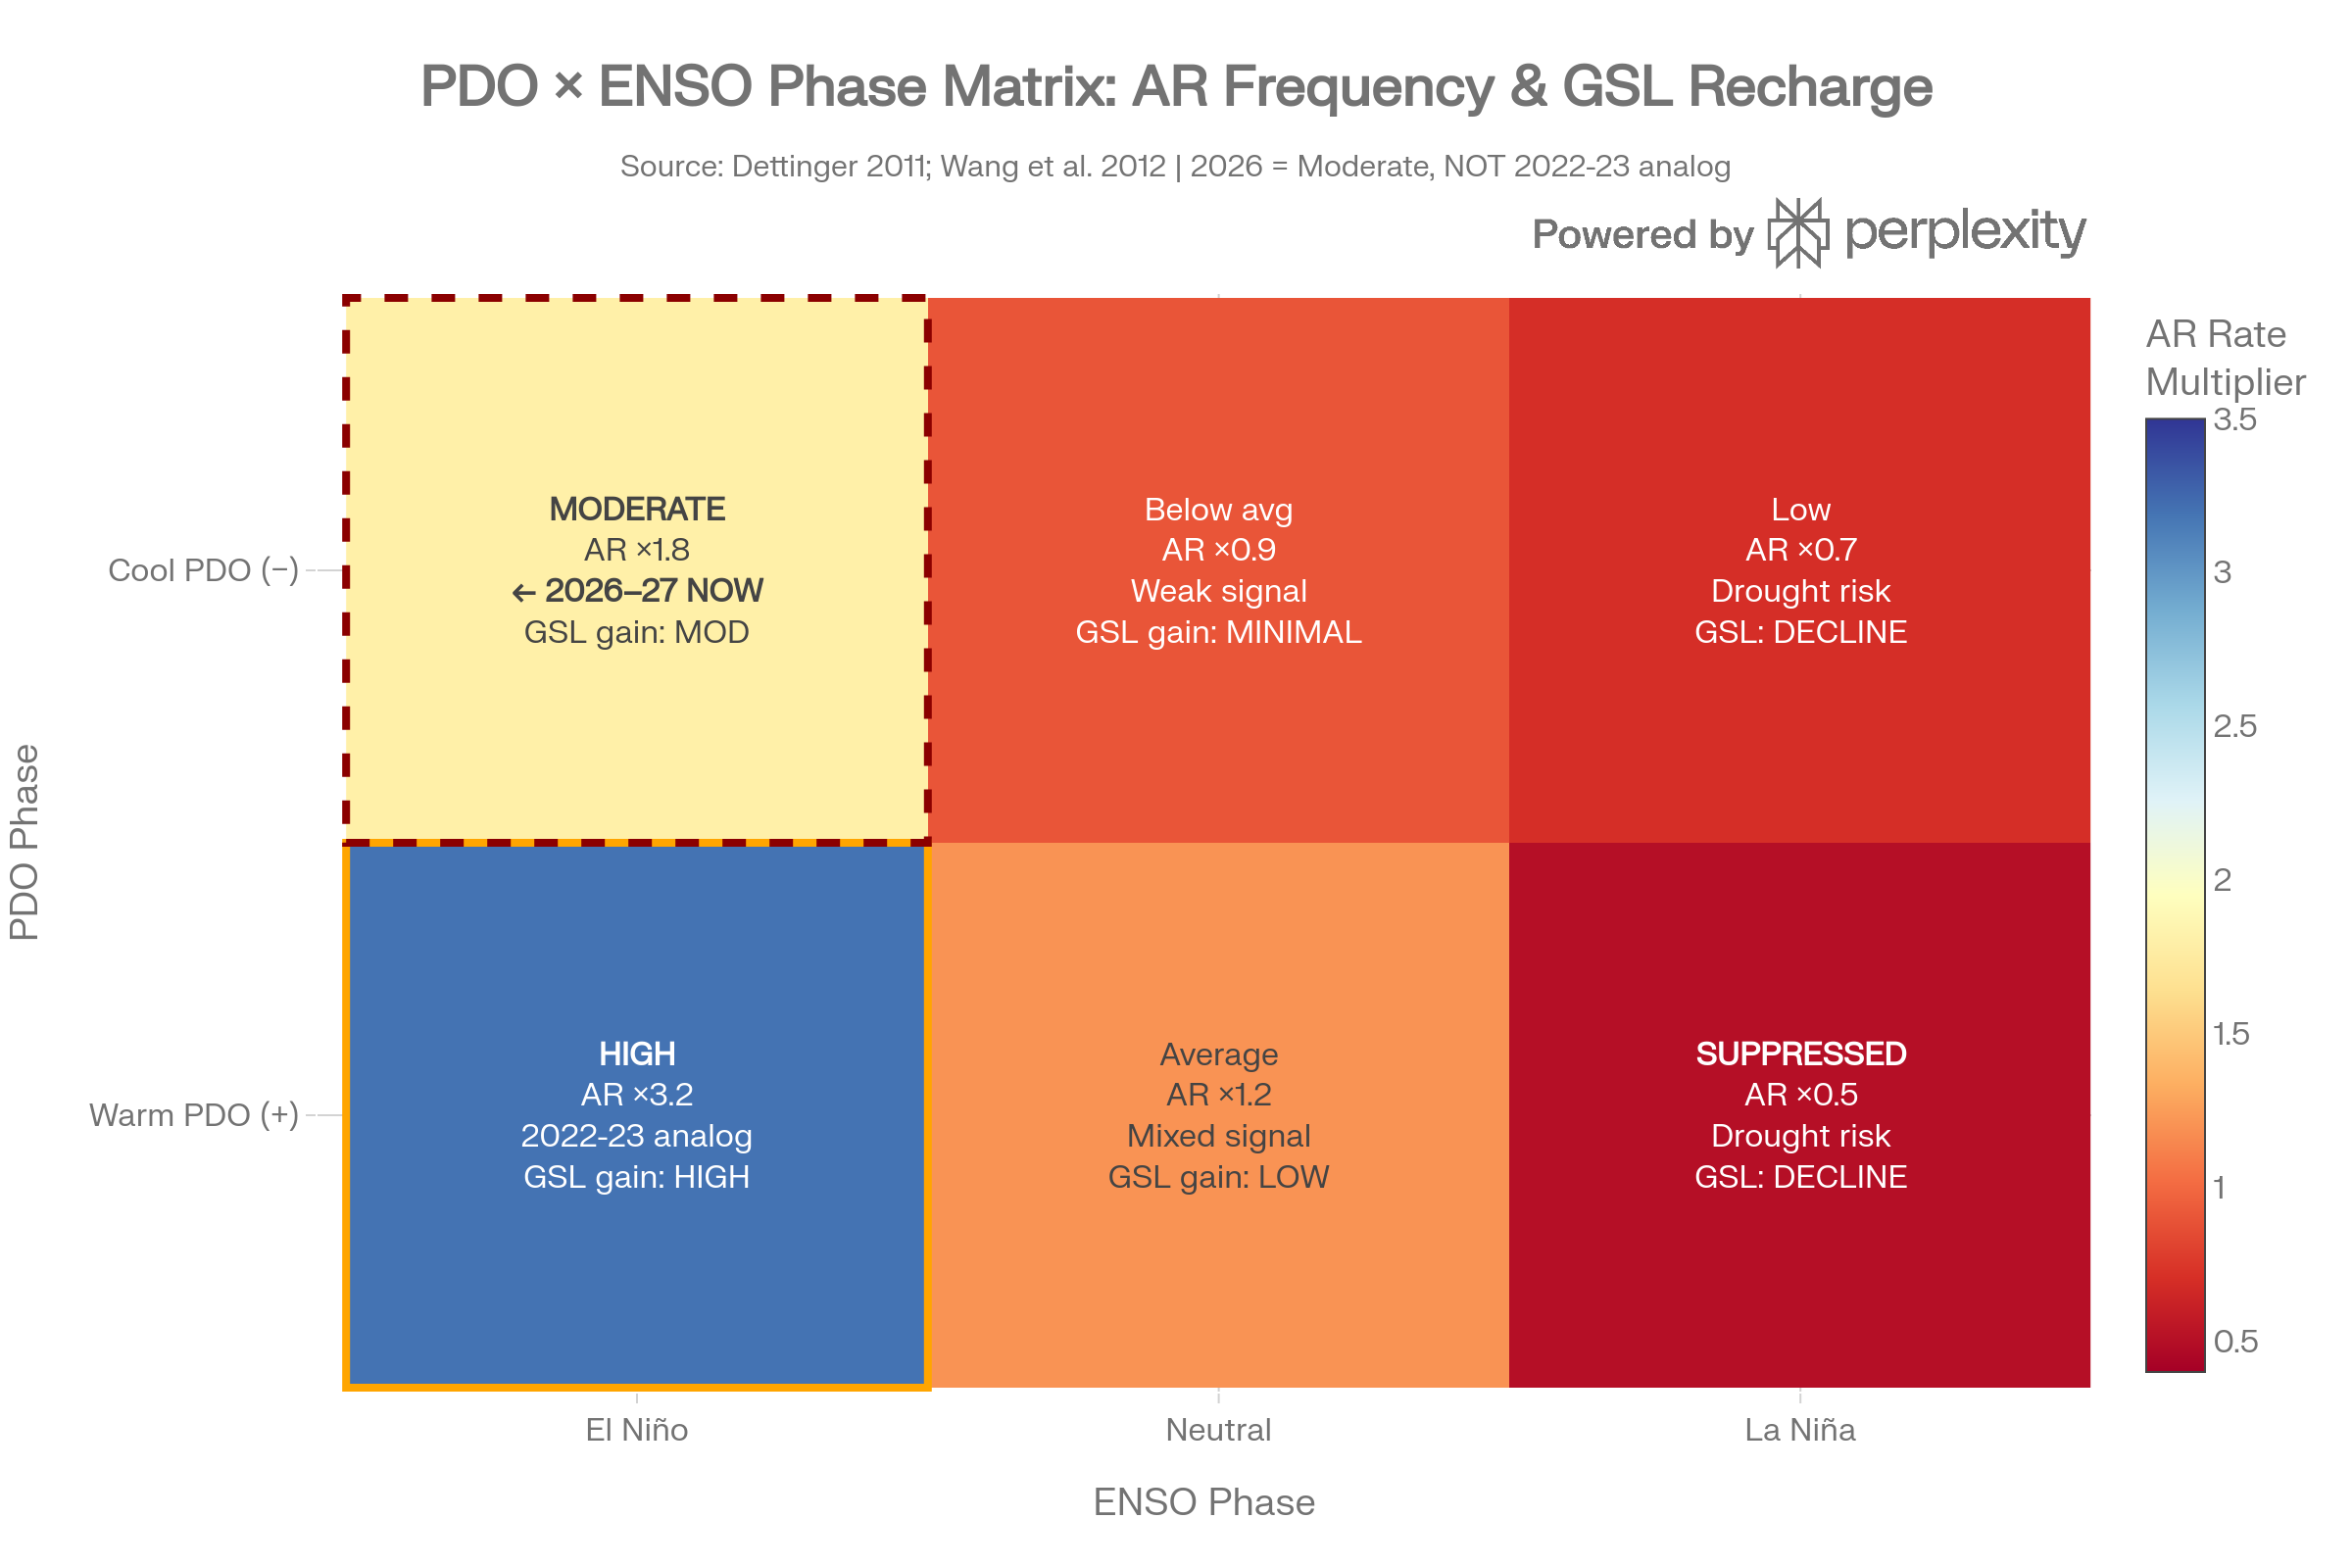 PDO × ENSO Phase Matrix: AR Frequency & GSL Recharge
Source: Dettinger 2011; Wang et al. 2012 | 2026 = Moderate, NOT 2022-23 analog
Powered by perplexity
AR Rate
Multiplier
3.5
3
2.5
2
1.5
1
0.5
PDO Phase
Cool PDO (−)
MODERATE
AR ×1.8
← 2026–27 NOW
GSL gain: MOD
Below avg
AR ×0.9
Weak signal
GSL gain: MINIMAL
Low
AR ×0.7
Drought risk
GSL: DECLINE
Warm PDO (+)
HIGH
AR ×3.2
2022-23 analog
GSL gain: HIGH
Average
AR ×1.2
Mixed signal
GSL gain: LOW
SUPPRESSED
AR ×0.5
Drought risk
GSL: DECLINE
El Niño
Neutral
La Niña
ENSO Phase